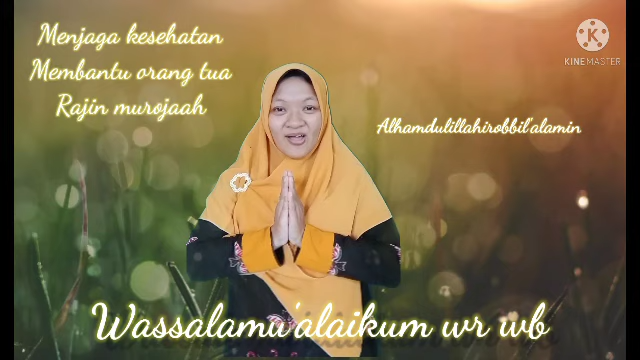 Menjaga kesehatan
Membantu orang tua
Rajin murojaah
K
KINEMASTER
Alhamdulillahirobbil'alamin
Wassalamu'alaikum wr wb